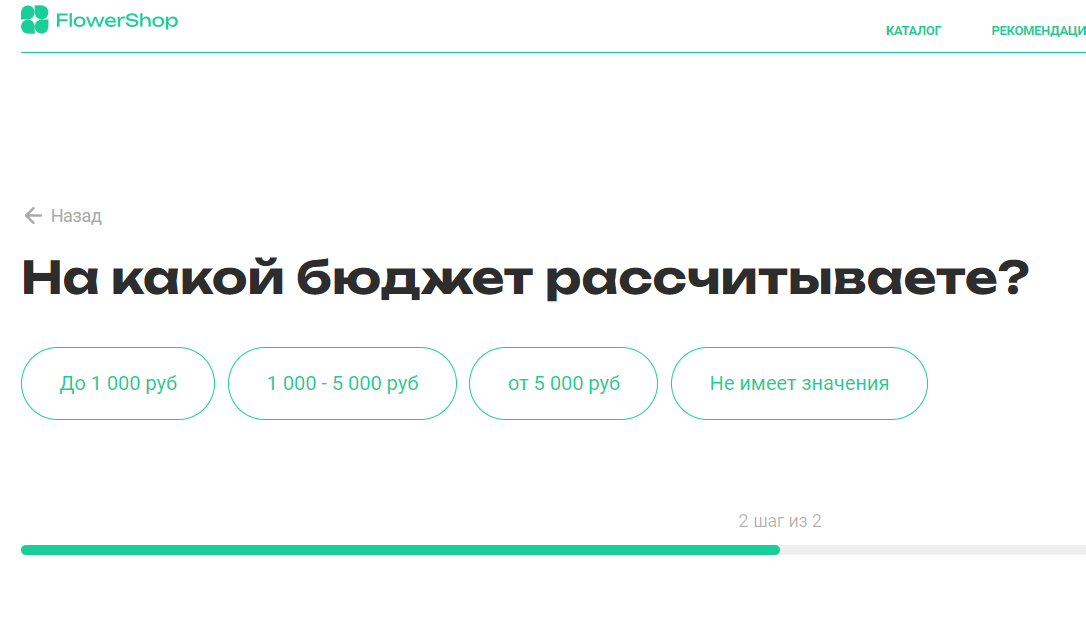 FlowerShop
КАТАЛОГ
РЕКОМЕНДАЦИ
Назад
На какой бюджет рассчитываете?
До 1 000 руб
1 000 - 5 000 руб
от 5 000 руб
Не имеет значения
2 шаг из 2